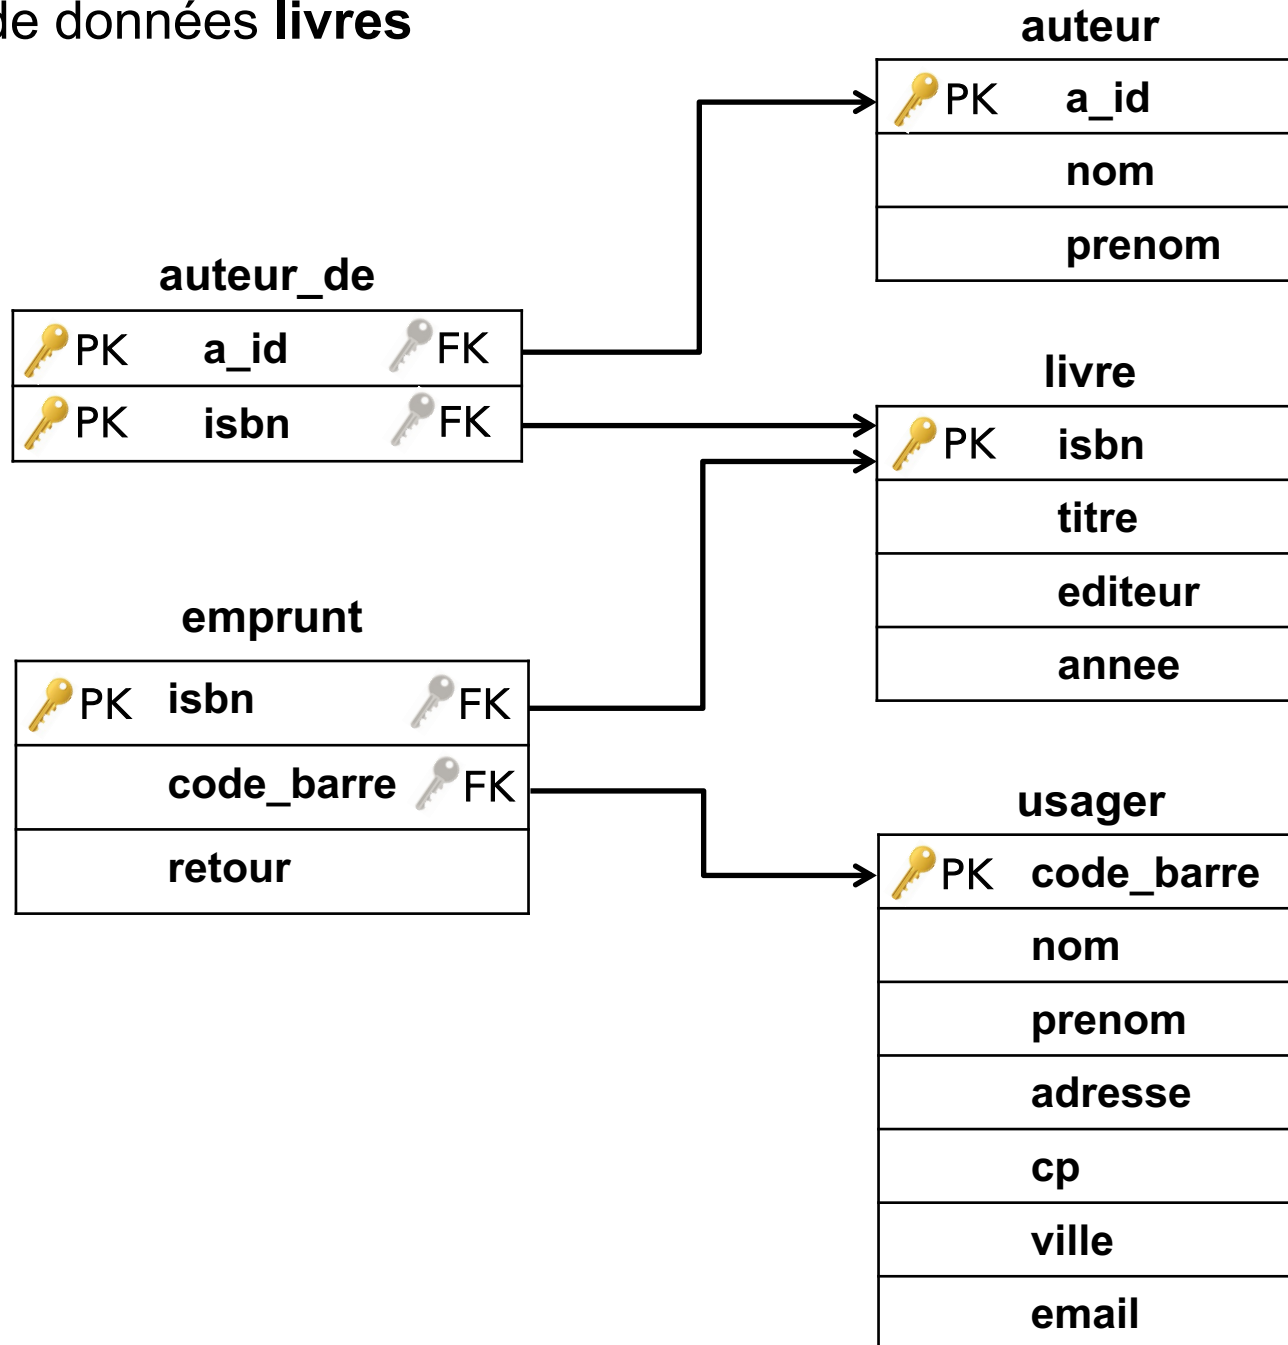 de données livres
auteur
PK a_id
nom
prenom
auteur_de
PK a_id FK
PK isbn FK
livre
PK isbn
titre
editeur
annee
emprunt
PK isbn FK
code_barre FK
retour
usager
PK code_barre
nom
prenom
adresse
cp
ville
email